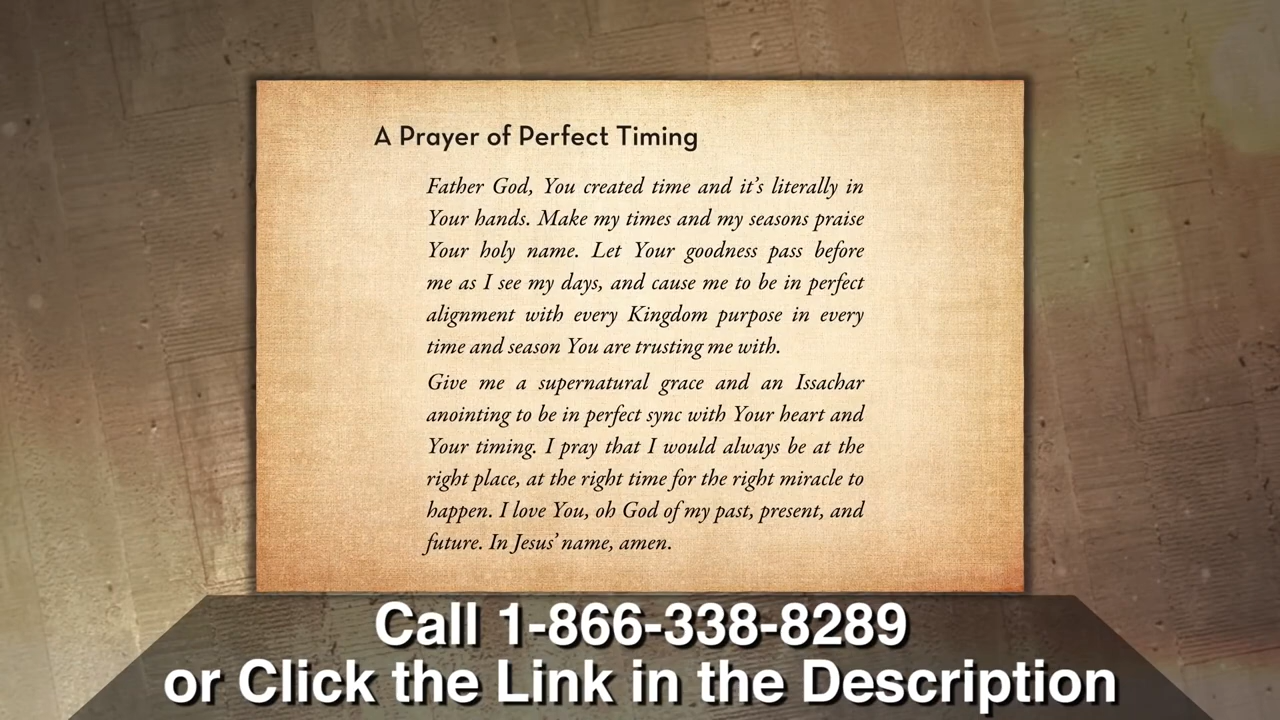 A Prayer of Perfect Timing
Father God, You created time and it's literally in
Your hands. Make my times and my seasons praise
Your holy name. Let Your goodness pass before
me as I see my days, and cause me to be in perfect
alignment with every Kingdom purpose in every
time and season You are trusting me with.
Give me a supernatural grace and an Issachar
anointing to be in perfect sync with Your heart and
Your timing. I pray that I would always be at the
right place, at the right time for the right miracle to
happen. I love You, oh God of my past, present, and
future. In Jesus' name, amen.
Call 1-866-338-8289
or Click the Link in the Description